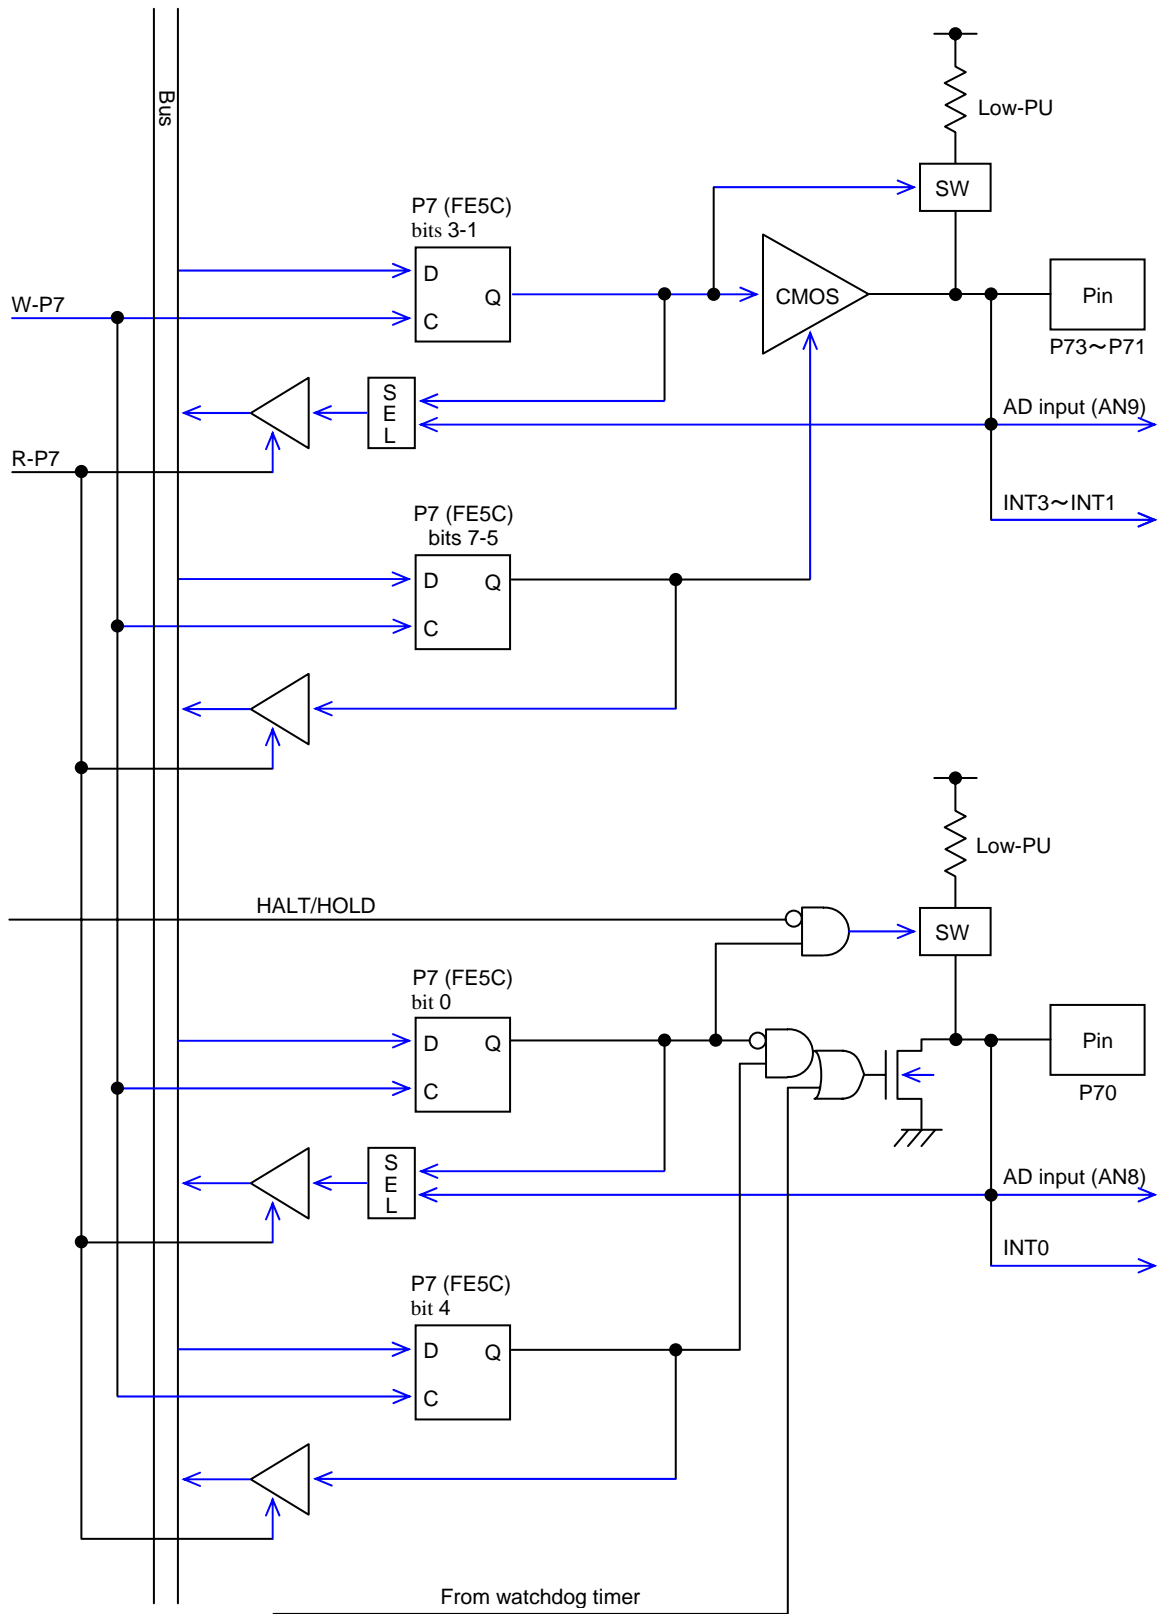 Bus
Low-PU
SW
P7 (FE5C)
bits 3-1
D
Q
C
W-P7
CMOS
Pin
P73～P71
S
E
L
AD input (AN9)
R-P7
INT3～INT1
P7 (FE5C)
bits 7-5
D
Q
C
Low-PU
HALT/HOLD
SW
P7 (FE5C)
bit 0
D
Q
C
Pin
P70
S
E
L
AD input (AN8)
INT0
P7 (FE5C)
bit 4
D
Q
C
From watchdog timer